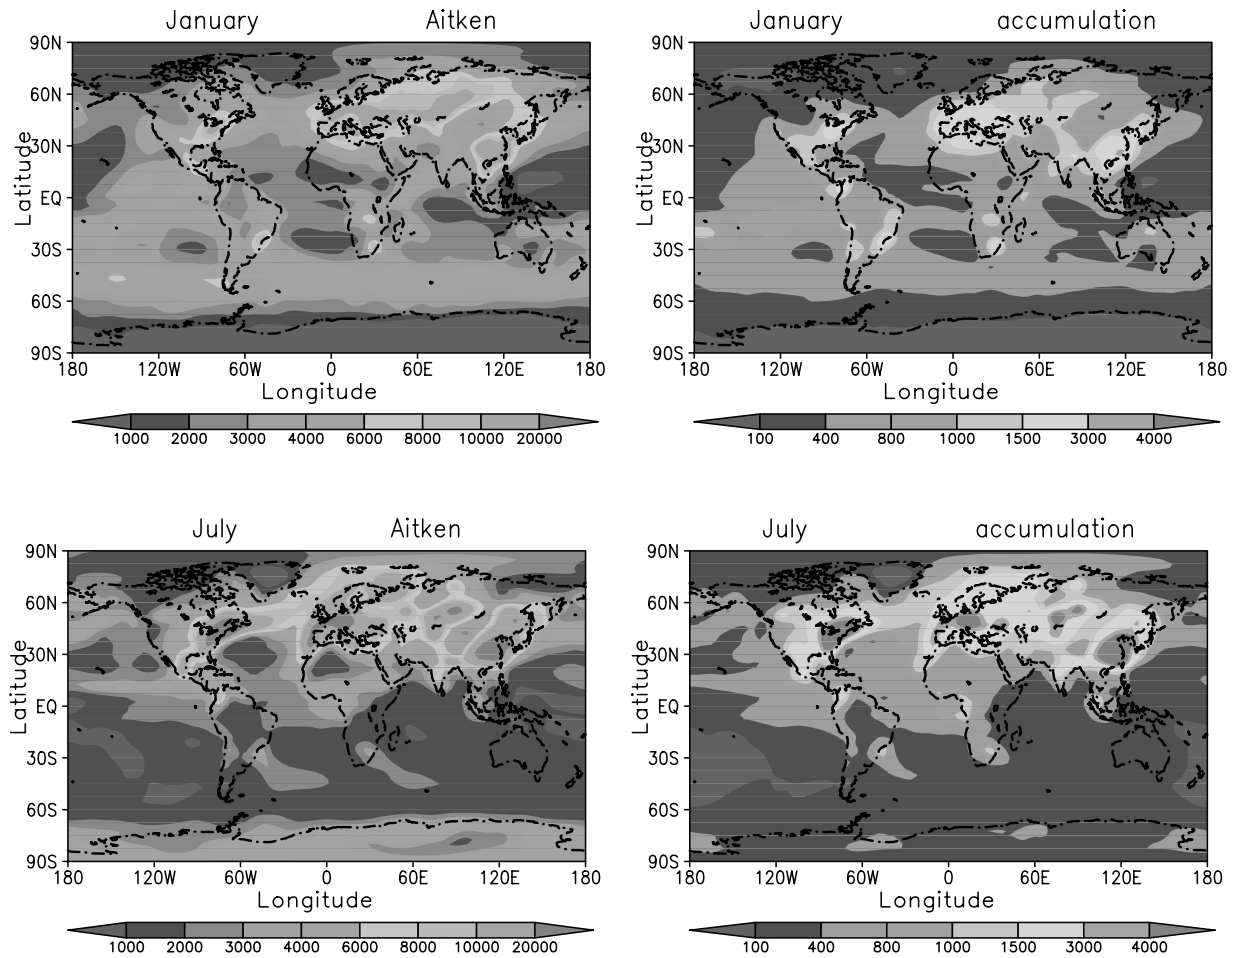 January Aitken
90N
60N
30N
EQ
30S
60S
90S
Latitude
180 120W 60W 0 60E 120E 180
Longitude
1000 2000 3000 4000 6000 8000 10000 20000
January accumulation
90N
60N
30N
EQ
30S
60S
90S
Latitude
180 120W 60W 0 60E 120E 180
Longitude
100 400 800 1000 1500 3000 4000
July Aitken
90N
60N
30N
EQ
30S
60S
90S
Latitude
180 120W 60W 0 60E 120E 180
Longitude
1000 2000 3000 4000 6000 8000 10000 20000
July accumulation
90N
60N
30N
EQ
30S
60S
90S
Latitude
180 120W 60W 0 60E 120E 180
Longitude
100 400 800 1000 1500 3000 4000